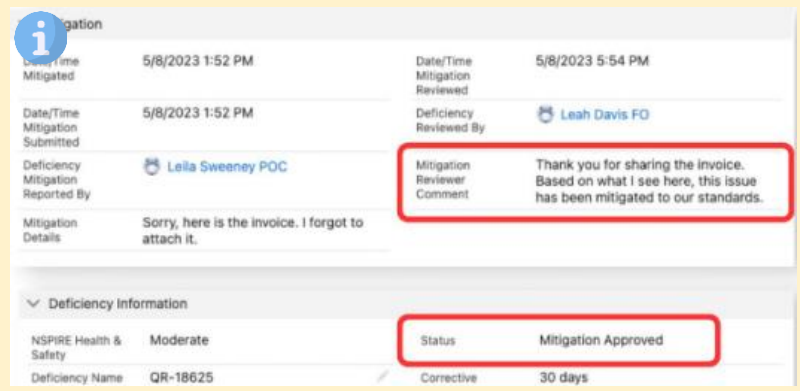 i
Mitigation
Date/Time Mitigated 5/8/2023 1:52 PM
Date/Time Mitigation Reviewed 5/8/2023 5:54 PM
Date/Time Mitigation Submitted 5/8/2023 1:52 PM
Deficiency Reviewed By Leah Davis FO
Deficiency Mitigation Reported By Leila Sweeney POC
Mitigation Reviewer Comment
Thank you for sharing the invoice.
Based on what I see here, this issue
has been mitigated to our standards.
Mitigation Details
Sorry, here is the invoice. I forgot to
attach it.
Deficiency Information
NSPIRE Health & Safety Moderate
Status Mitigation Approved
Deficiency Name QR-18625
Corrective 30 days